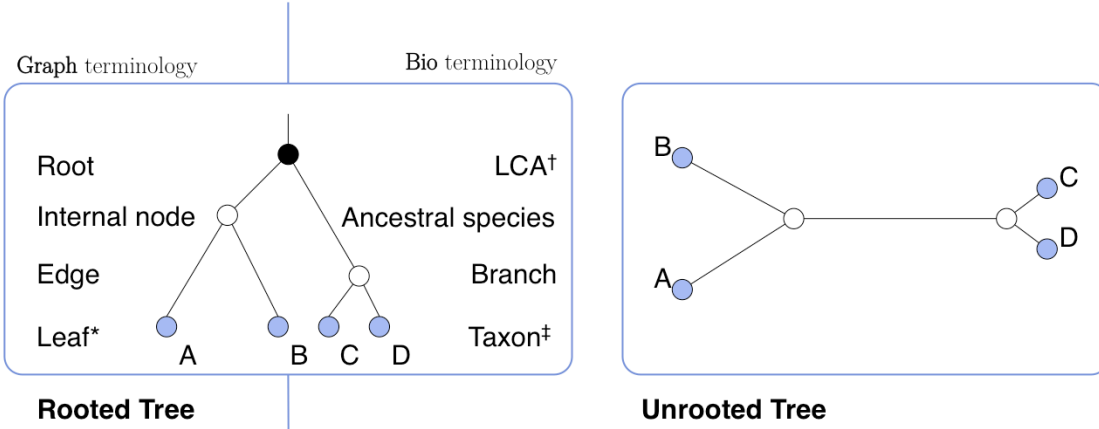 Graph terminology
Bio terminology
Root
LCA†
Internal node
Ancestral species
Edge
Branch
Leaf*
Taxon‡
A
B
C
D
Rooted Tree
B
A
C
D
Unrooted Tree